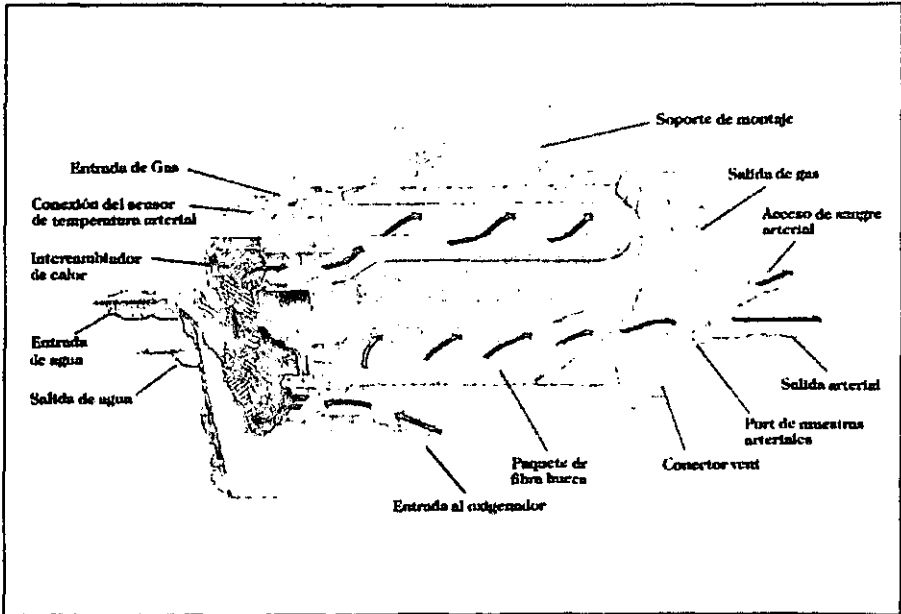 Soporte de montaje
Entrada de Gas
Salida de gas
Conexión del sensor
de temperatura arterial
Acceso de sangre
arterial
Intercambiador
de calor
Entrada
de agua
Salida de agua
Salida arterial
Port de muestras
arteriales
Paquete de
fibra hueca
Conector vent
Entrada al oxigenador